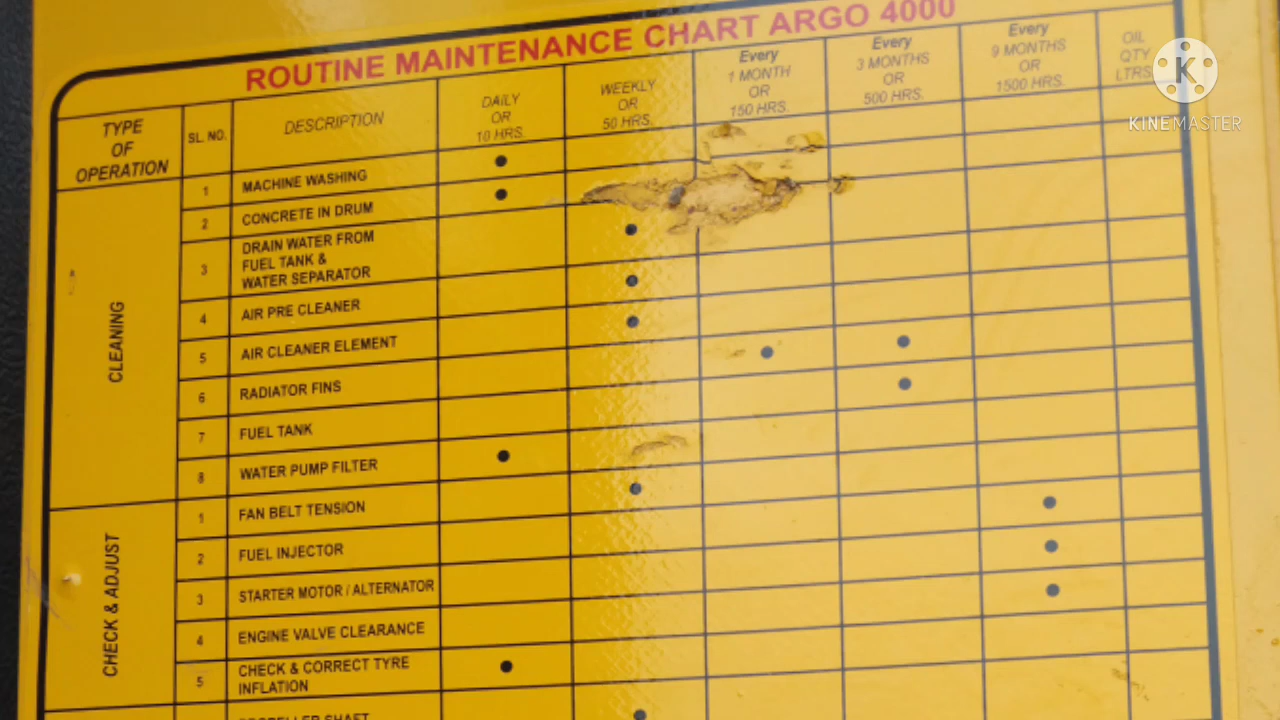 ROUTINE MAINTENANCE CHART ARGO 4000
TYPE
OF
OPERATION
SL. NO.
DESCRIPTION
DAILY
OR
10 HRS.
WEEKLY
OR
50 HRS.
Every
1 MONTH
OR
150 HRS.
Every
3 MONTHS
OR
500 HRS.
Every
9 MONTHS
OR
1500 HRS.
OIL
QTY
LTRS.
K
KINEMASTER
CLEANING
1 MACHINE WASHING
2 CONCRETE IN DRUM
3 DRAIN WATER FROM
FUEL TANK &
WATER SEPARATOR
4 AIR PRE CLEANER
5 AIR CLEANER ELEMENT
6 RADIATOR FINS
7 FUEL TANK
8 WATER PUMP FILTER
CHECK & ADJUST
1 FAN BELT TENSION
2 FUEL INJECTOR
3 STARTER MOTOR / ALTERNATOR
4 ENGINE VALVE CLEARANCE
5 CHECK & CORRECT TYRE
INFLATION
PROPELLER SHAFT